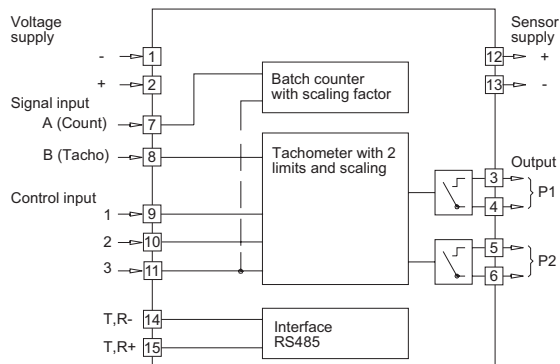 Voltage
supply
- 1
+ 2
Signal input
A (Count) 7
B (Tacho) 8
Control input
1 9
2 10
3 11
T,R- 14
T,R+ 15
Batch counter
with scaling factor
Tachometer with 2
limits and scaling
Interface
RS485
Sensor
supply
12 +
13 -
Output
3
4
P1
5
6
P2